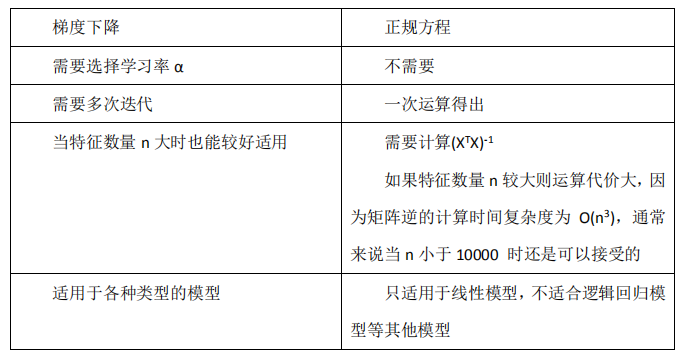 梯度下降
正规方程
需要选择学习率 α
不需要
需要多次迭代
一次运算得出
当特征数量 n 大时也能较好适用
需要计算(XᵀX)⁻¹
如果特征数量 n 较大则运算代价大，因
为矩阵逆的计算时间复杂度为 O(n³)，通常
来说当 n 小于 10000 时还是可以接受的
适用于各种类型的模型
只适用于线性模型，不适合逻辑回归模
型等其他模型